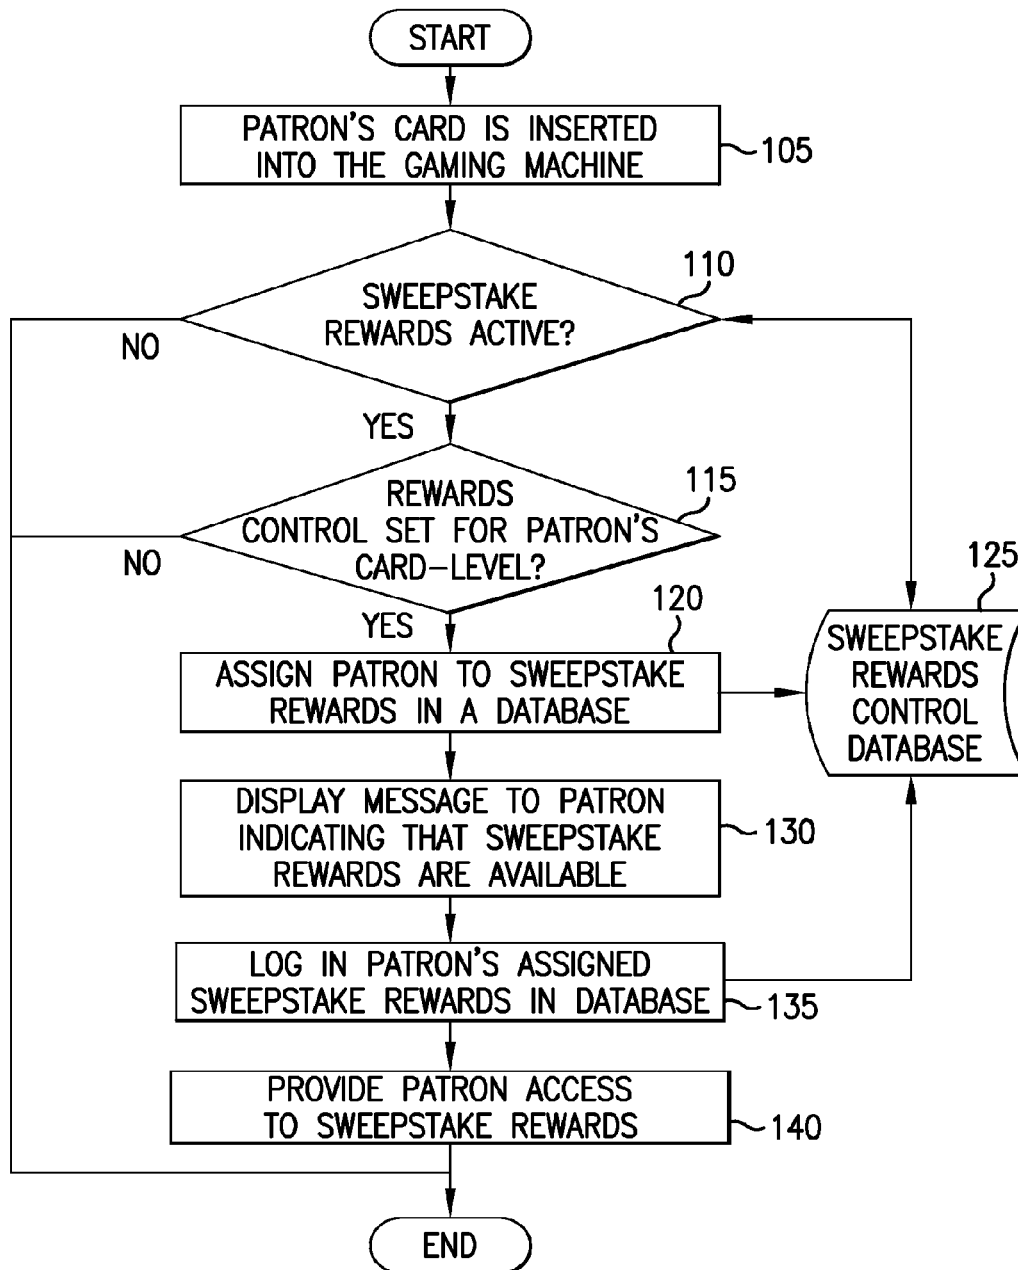 START
PATRON'S CARD IS INSERTED
INTO THE GAMING MACHINE
105
SWEEPSTAKE
REWARDS ACTIVE?
110
NO
YES
REWARDS
CONTROL SET FOR PATRON'S
CARD-LEVEL?
115
NO
YES
120
ASSIGN PATRON TO SWEEPSTAKE
REWARDS IN A DATABASE
125
SWEEPSTAKE
REWARDS
CONTROL
DATABASE
DISPLAY MESSAGE TO PATRON
INDICATING THAT SWEEPSTAKE
REWARDS ARE AVAILABLE
130
LOG IN PATRON'S ASSIGNED
SWEEPSTAKE REWARDS IN DATABASE
135
PROVIDE PATRON ACCESS
TO SWEEPSTAKE REWARDS
140
END